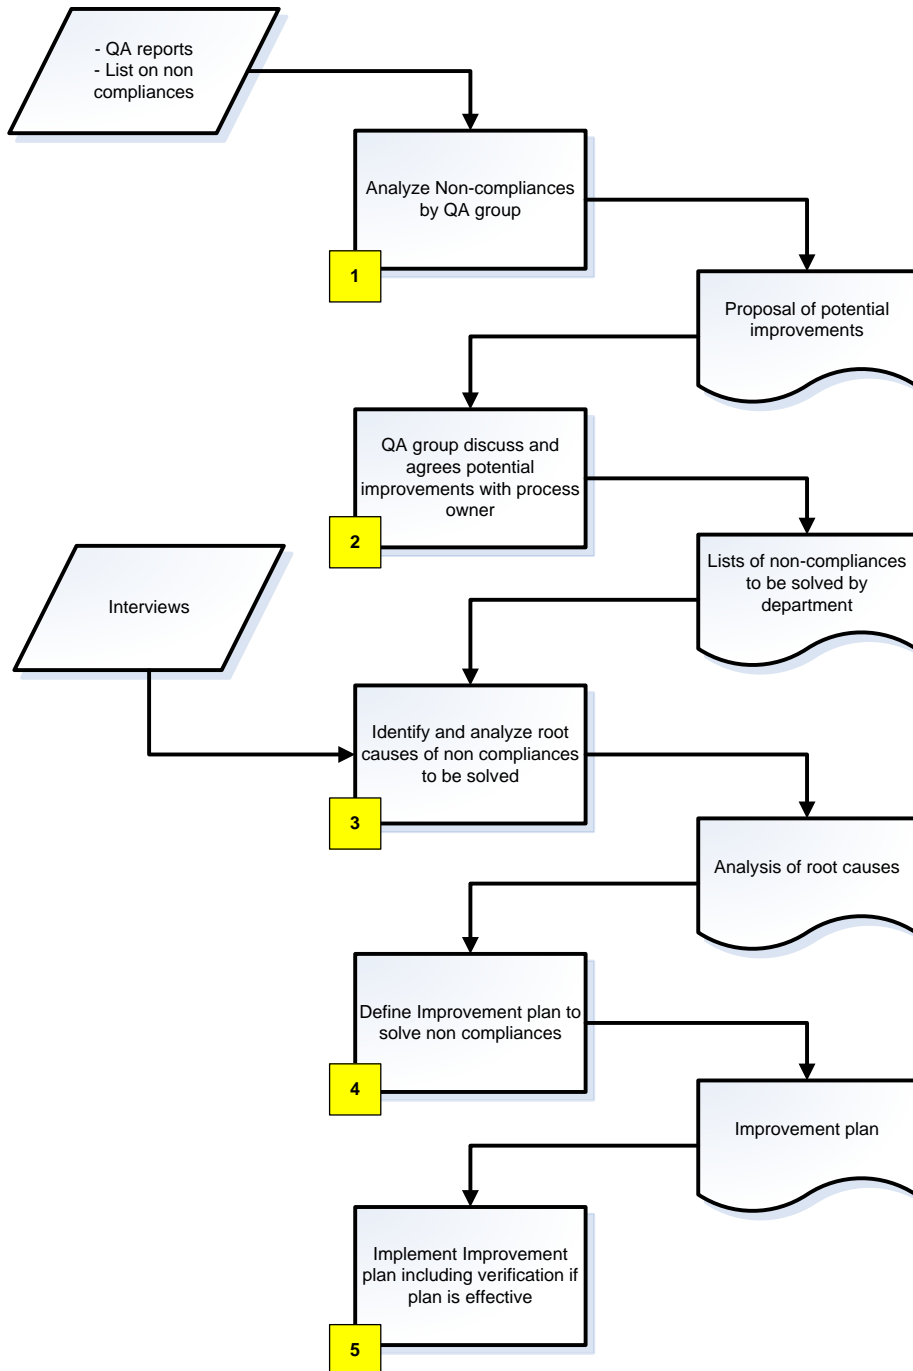 - QA reports
- List on non
compliances
Analyze Non-compliances
by QA group
1
Proposal of potential
improvements
QA group discuss and
agrees potential
improvements with process
owner
2
Lists of non-compliances
to be solved by
department
Interviews
Identify and analyze root
causes of non compliances
to be solved
3
Analysis of root causes
Define Improvement plan to
solve non compliances
4
Improvement plan
Implement Improvement
plan including verification if
plan is effective
5